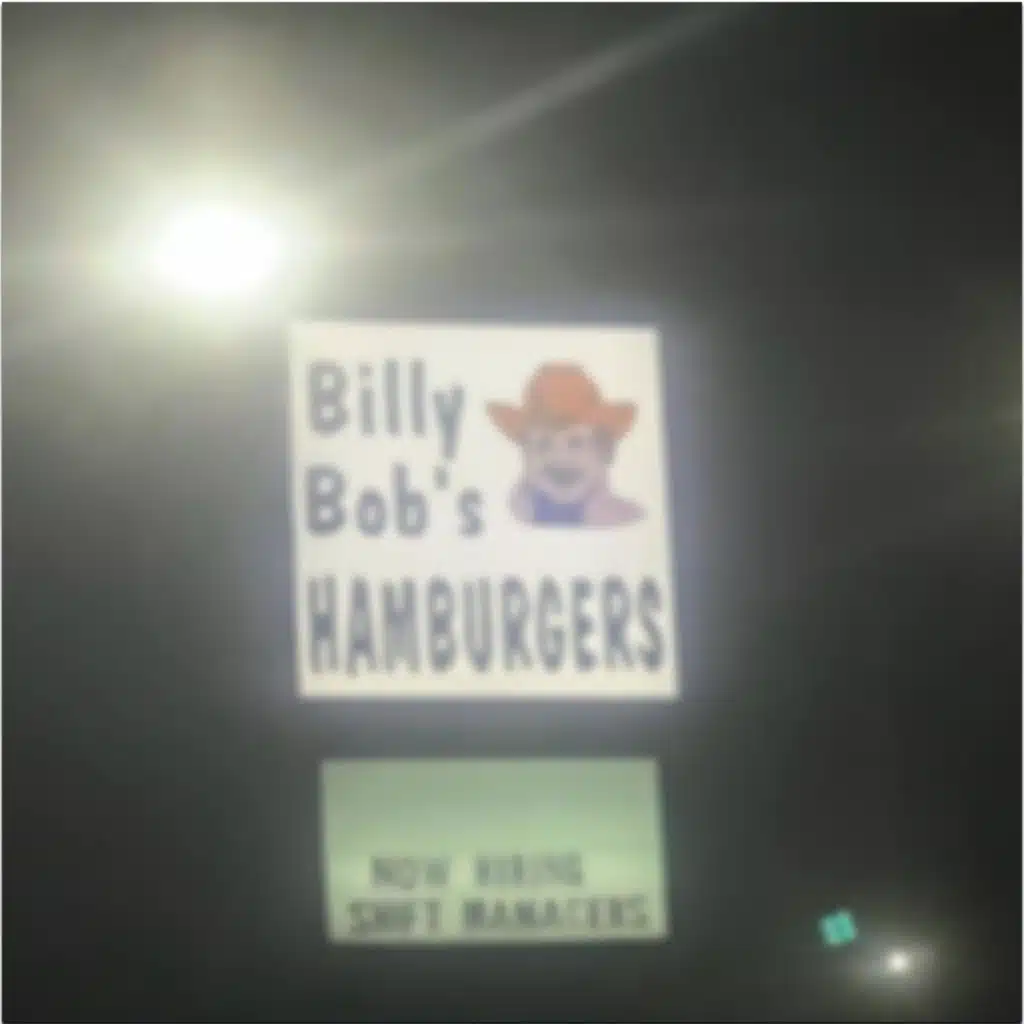 Billy
Bob's
HAMBURGERS
NOW HIRING
SHIFT MANAGERS